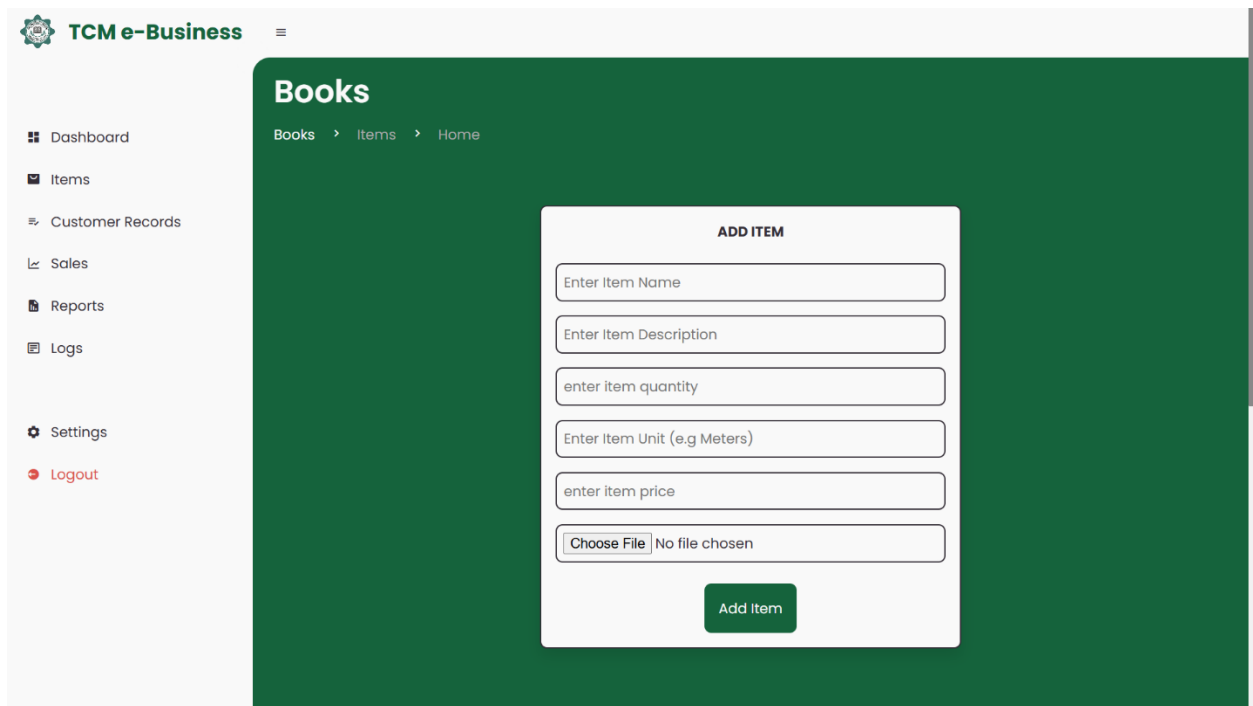 TCM e-Business
Dashboard
Items
Customer Records
Sales
Reports
Logs
Settings
Logout
Books
Books > Items > Home
ADD ITEM
Enter Item Name
Enter Item Description
enter item quantity
Enter Item Unit (e.g Meters)
enter item price
Choose File No file chosen
Add Item